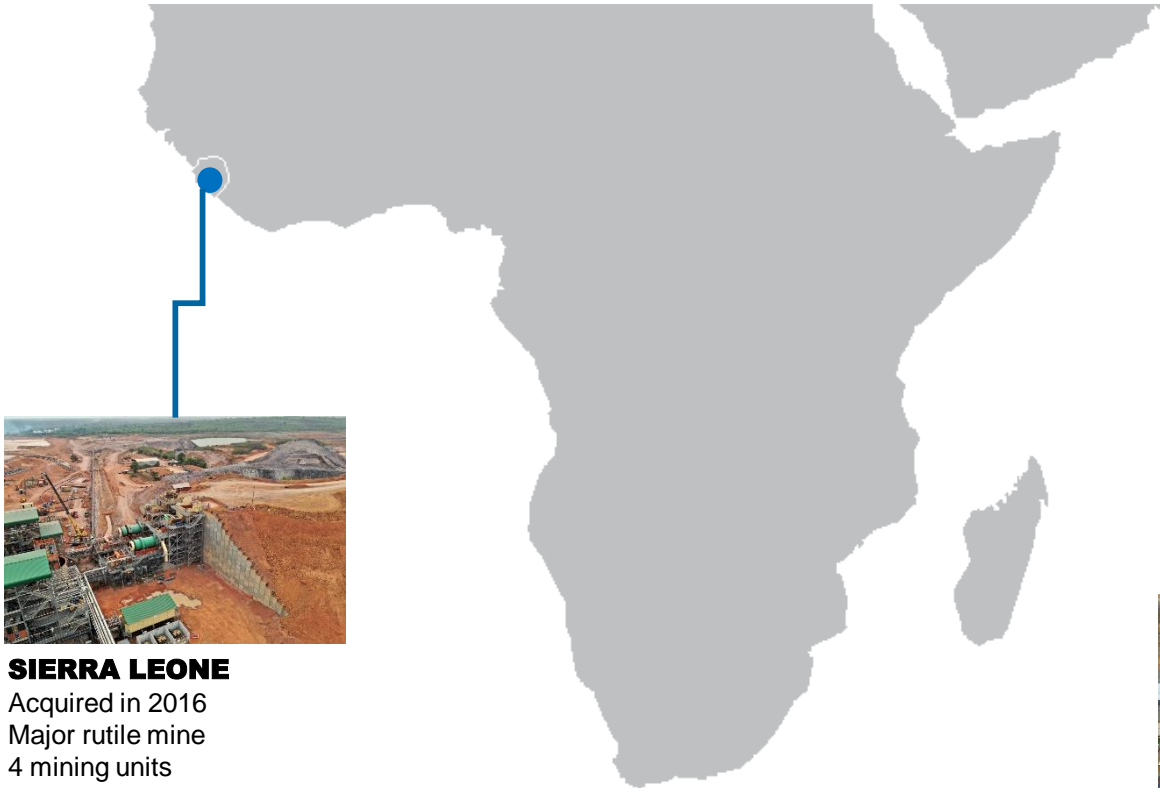 SIERRA LEONE
Acquired in 2016
Major rutile mine
4 mining units